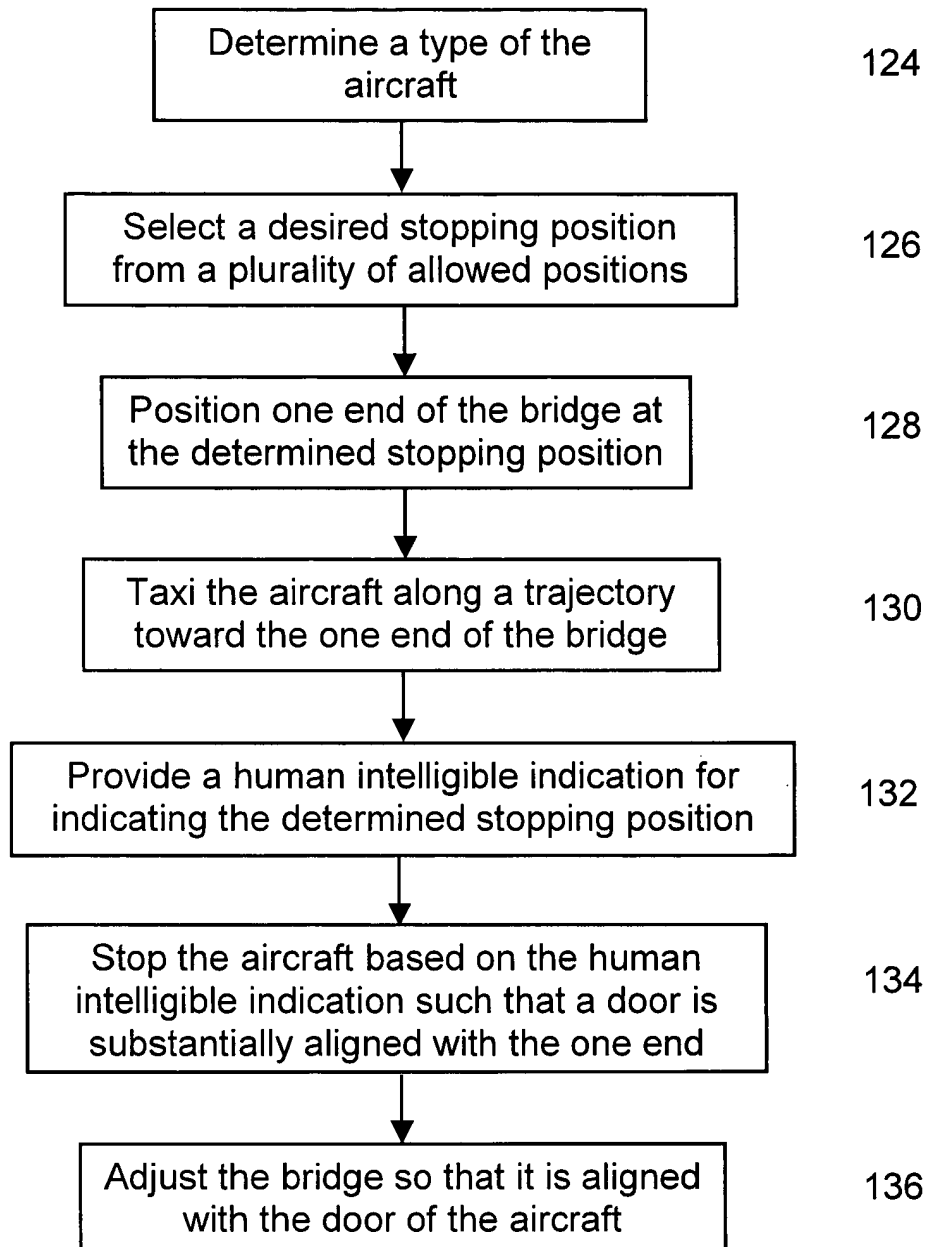 Determine a type of the
aircraft
124
Select a desired stopping position
from a plurality of allowed positions
126
Position one end of the bridge at
the determined stopping position
128
Taxi the aircraft along a trajectory
toward the one end of the bridge
130
Provide a human intelligible indication for
indicating the determined stopping position
132
Stop the aircraft based on the human
intelligible indication such that a door is
substantially aligned with the one end
134
Adjust the bridge so that it is aligned
with the door of the aircraft
136